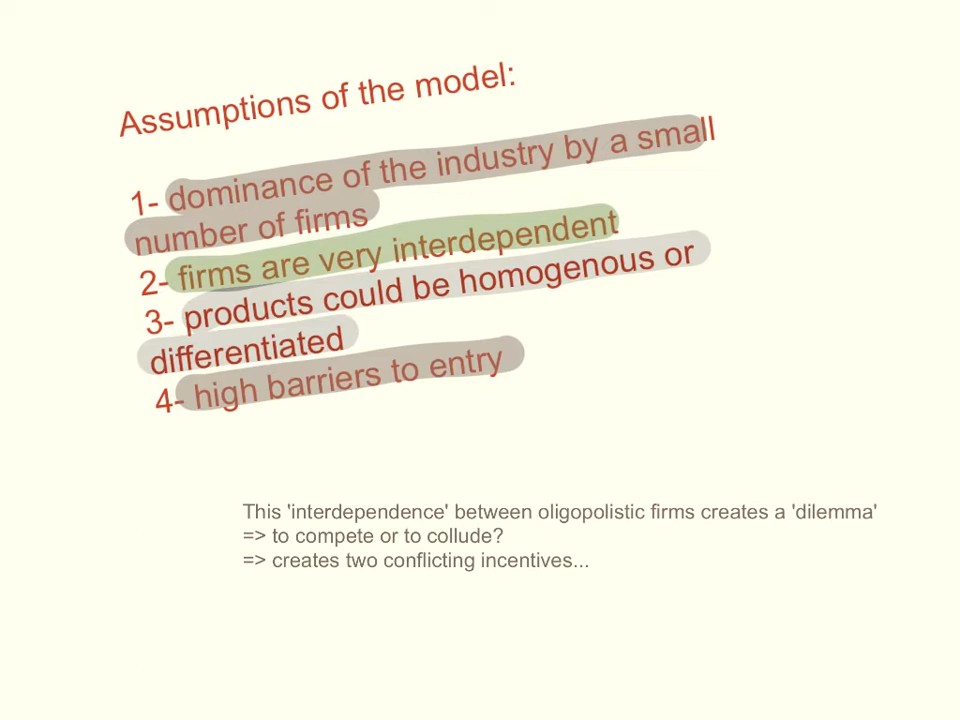 Assumptions of the model:
1- dominance of the industry by a small
number of firms
2- firms are very interdependent
3- products could be homogenous or
differentiated
4- high barriers to entry
This 'interdependence' between oligopolistic firms creates a 'dilemma'
=> to compete or to collude?
=> creates two conflicting incentives...